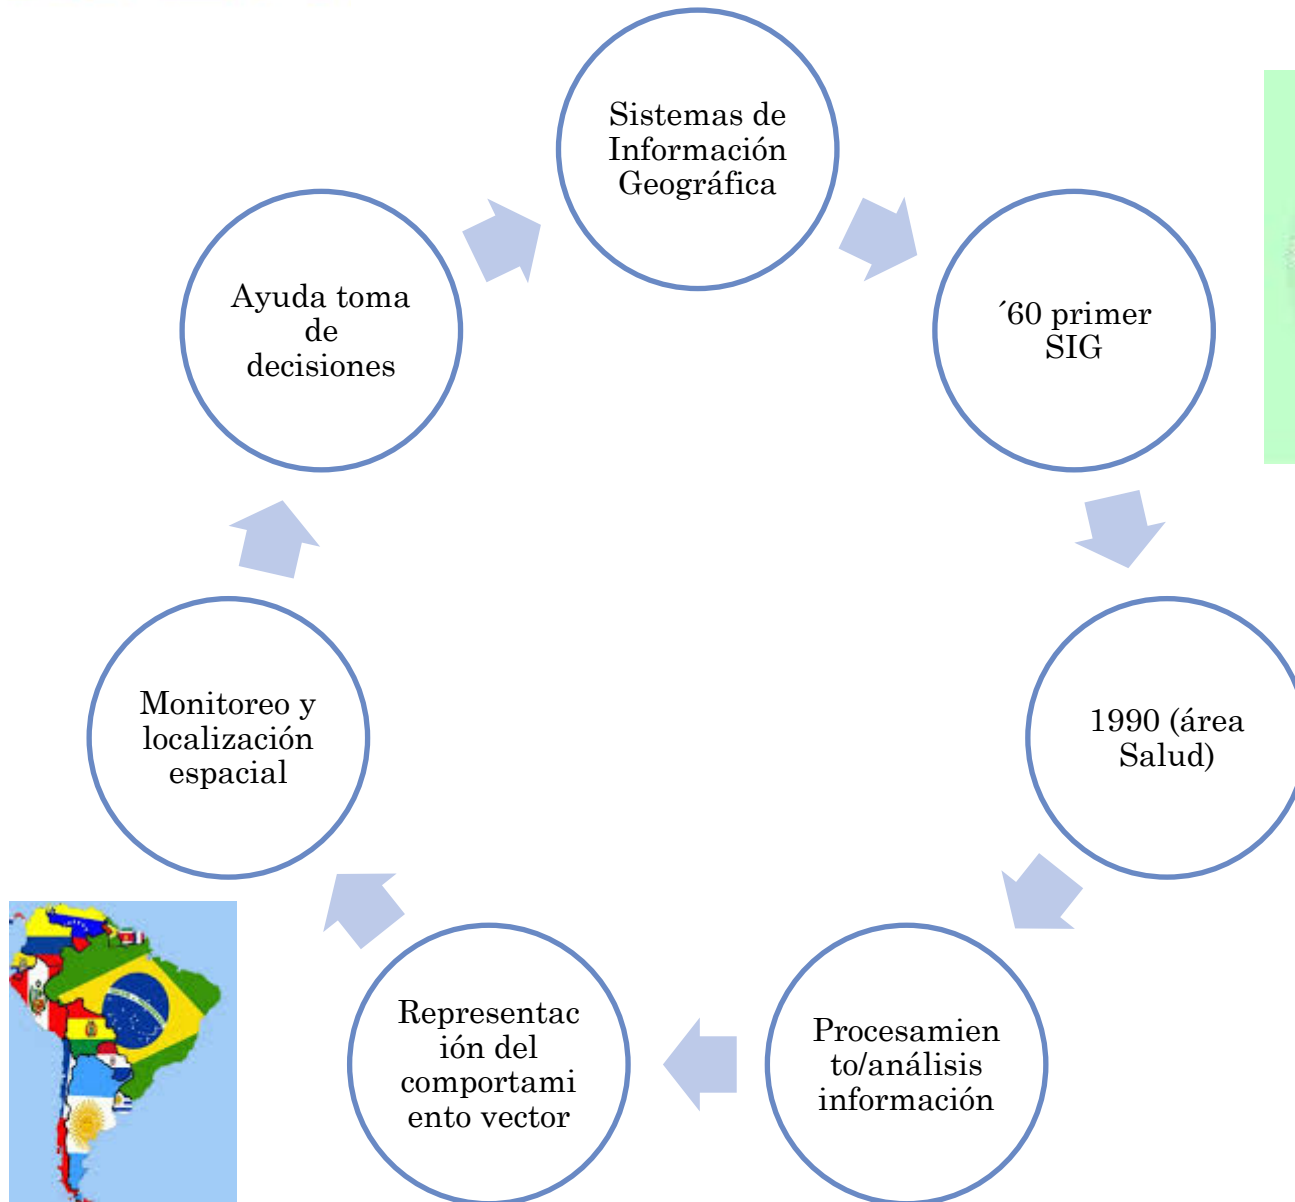 Sistemas de
Información
Geográfica
´60 primer
SIG
1990 (área
Salud)
Procesamien
to/análisis
información
Representac
ión del
comportami
ento vector
Monitoreo y
localización
espacial
Ayuda toma
de
decisiones